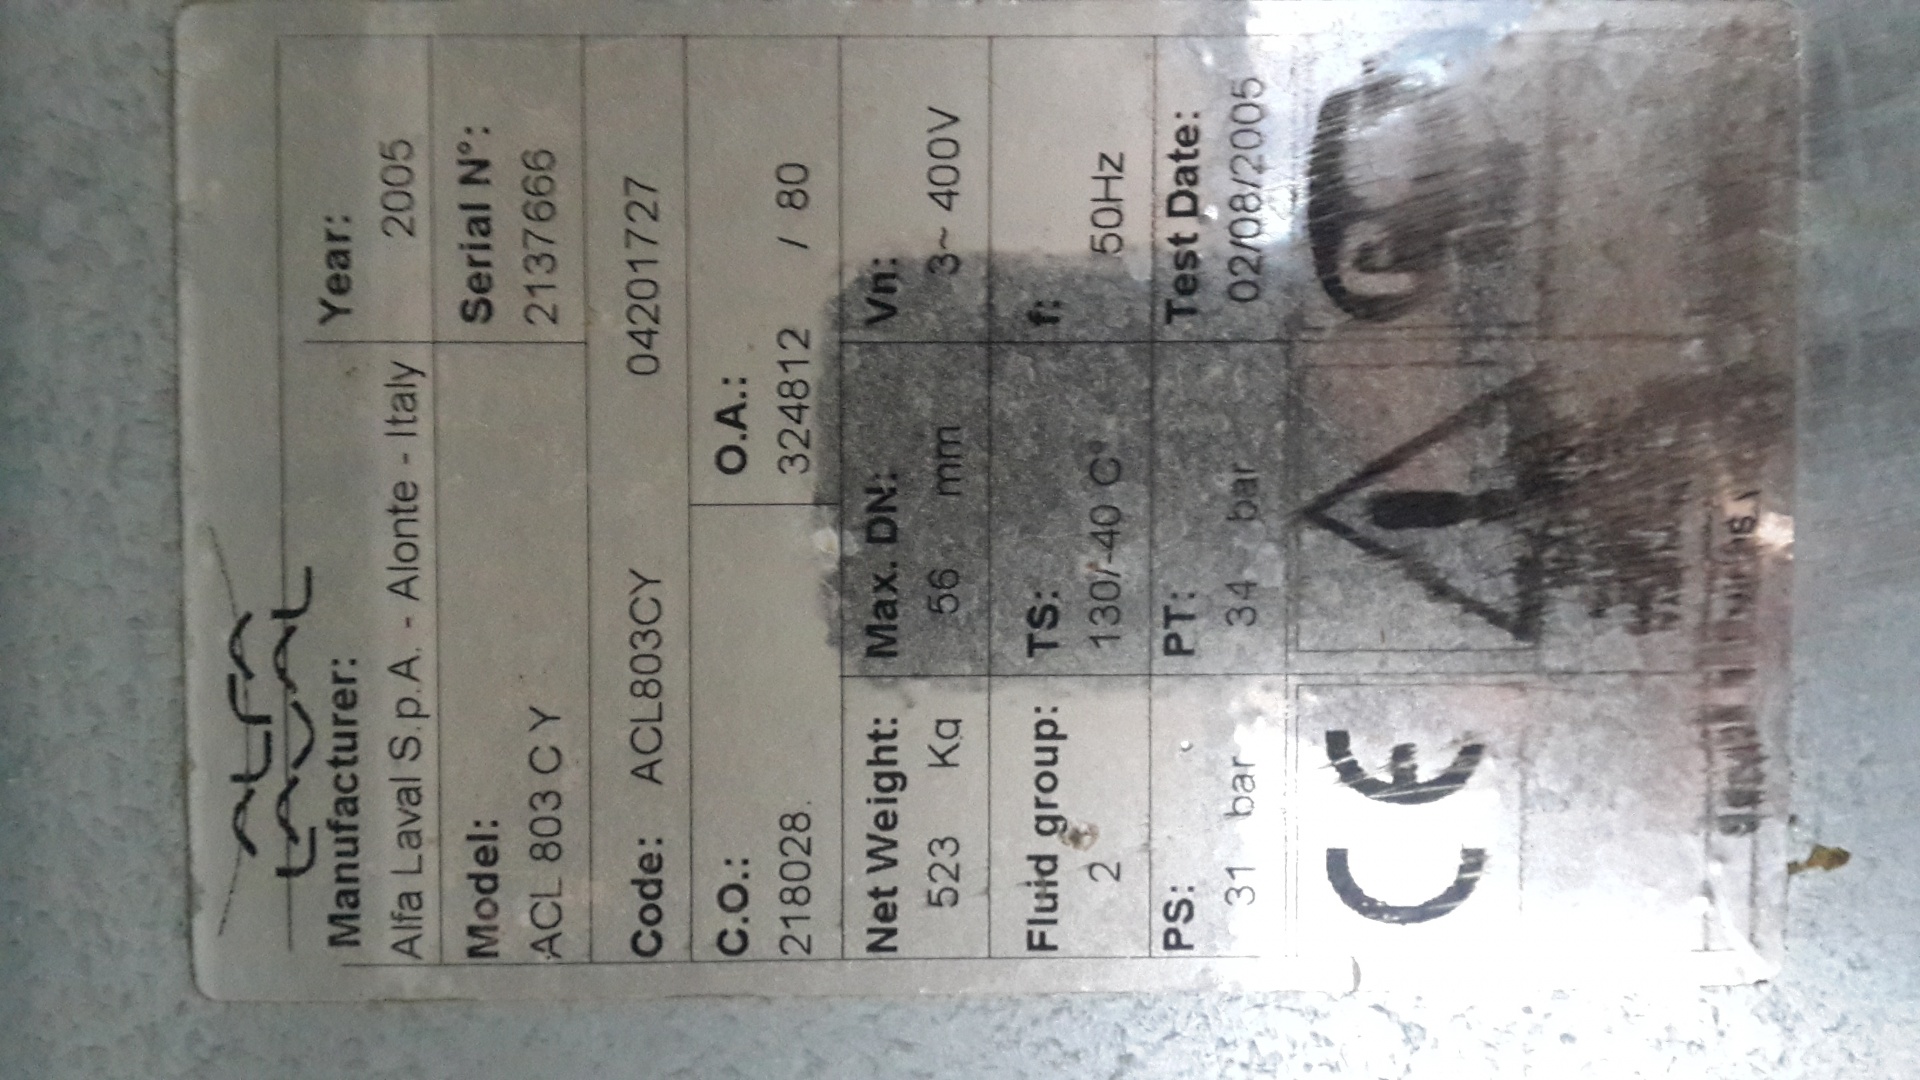 ALFA
LAVAL
Manufacturer: Year:
Alfa Laval S.p.A. - Alonte - Italy 2005
Model: Serial N°:
ACL 803 C Y 2137666
Code: ACL803CY 04201727
C.O.: O.A.:
218028 324812 / 80
Net Weight: Max. DN: Vn:
523 Kg 56 mm 3~ 400V
Fluid group: TS: f:
2 130/-40 C° 50Hz
PS: PT: Test Date:
31 bar 34 bar 02/08/2005
CE